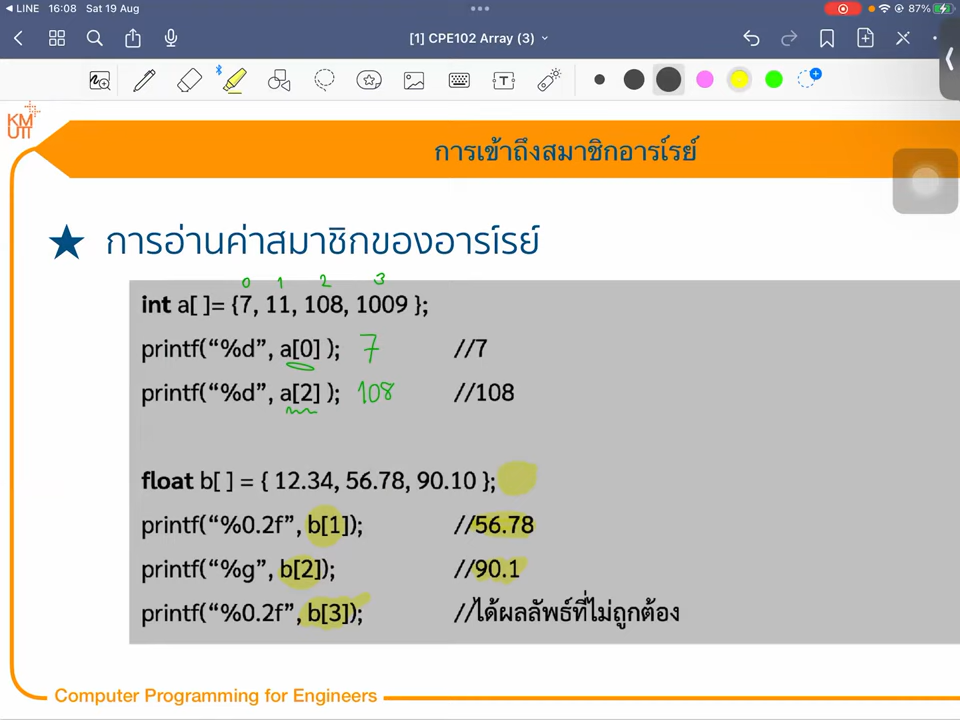 LINE 16:08 Sat 19 Aug 87%
[1] CPE102 Array (3)
KM
UTT
การเข้าถึงสมาชิกอาร์เรย์
การอ่านค่าสมาชิกของอาร์เรย์
0 1 2 3
int a[ ]= {7, 11, 108, 1009 };
printf(“%d”, a[0] ); 7 //7
printf(“%d”, a[2] ); 108 //108
float b[ ] = { 12.34, 56.78, 90.10 };
printf(“%0.2f”, b[1]); //56.78
printf(“%g”, b[2]); //90.1
printf(“%0.2f”, b[3]); //ได้ผลลัพธ์ที่ไม่ถูกต้อง
Computer Programming for Engineers